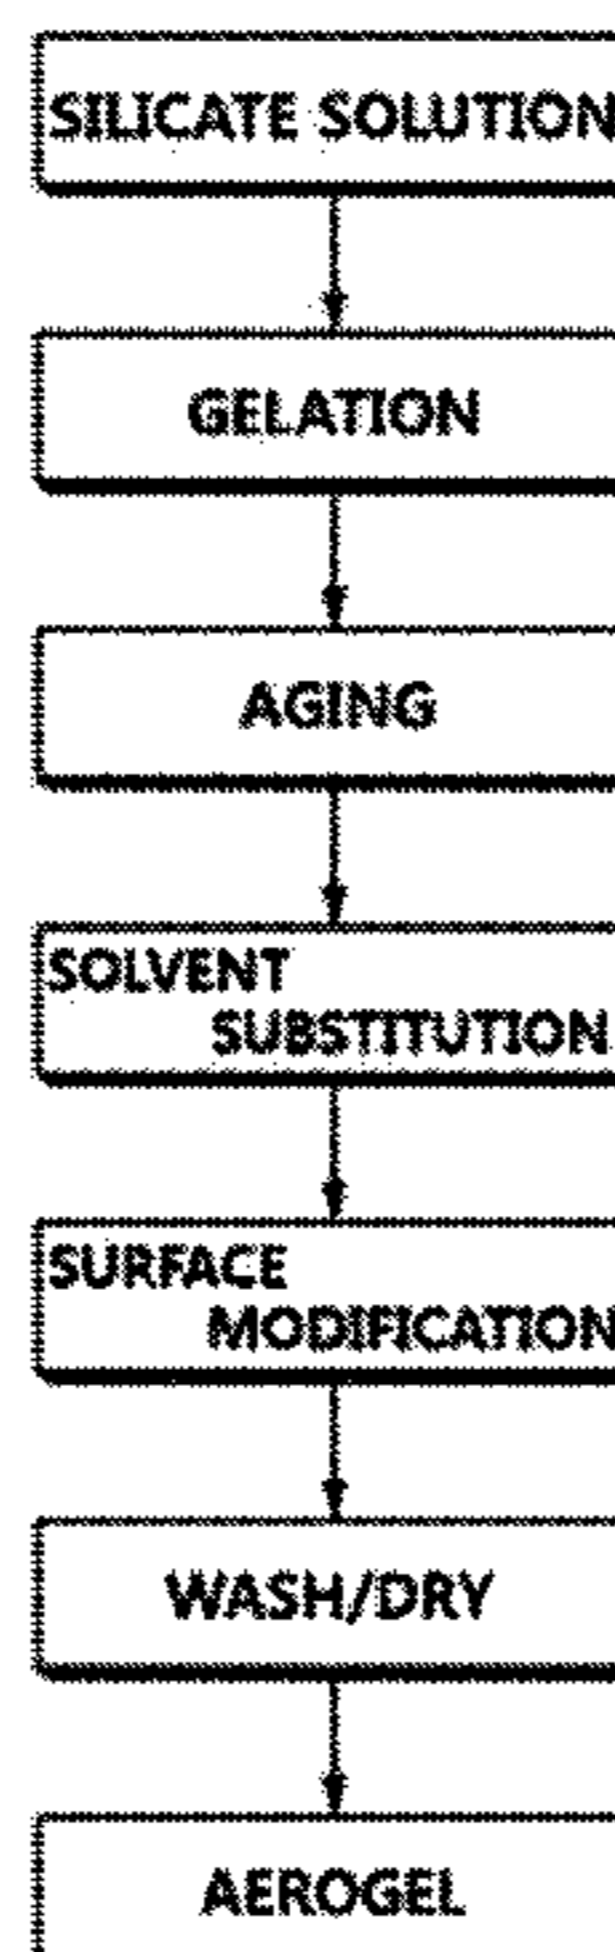 SILICATE SOLUTION
GELATION
AGING
SOLVENT
SUBSTITUTION
SURFACE
MODIFICATION
WASH/DRY
AEROGEL